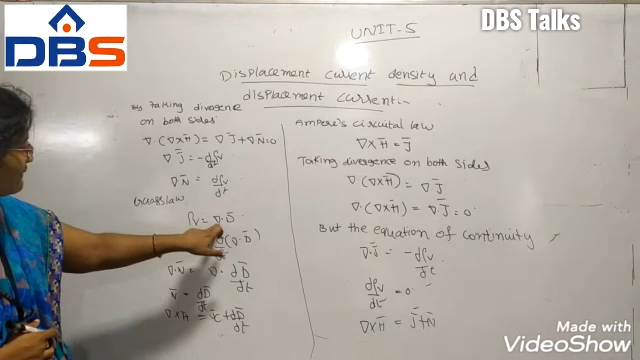 DBS
DBS Talks
UNIT-5
Displacement current density and
displacement current:-
By Taking divergence
on both sides
∇·(∇×H̄) = ∇ J̄ + ∇ N̄ = 0
∇ J̄ = -dρv/dt
∇ N̄ = dρv/dt
Gauss law
ρv = ∇·D̄
(∇·D̄)
∇·N̄ = ∇· dD̄/dt
N̄ = dD̄/dt
+ dD̄/dt
Ampere's circuital law
∇×H̄ = J̄
Taking divergence on both sides
∇·(∇×H̄) = ∇ J̄
∇·(∇×H̄) = ∇ J̄ = 0
But the equation of continuity
∇·J̄ = -dρv/dt
dρv/dt = 0
∇×H̄ = J̄+N̄
Made with
VideoShow